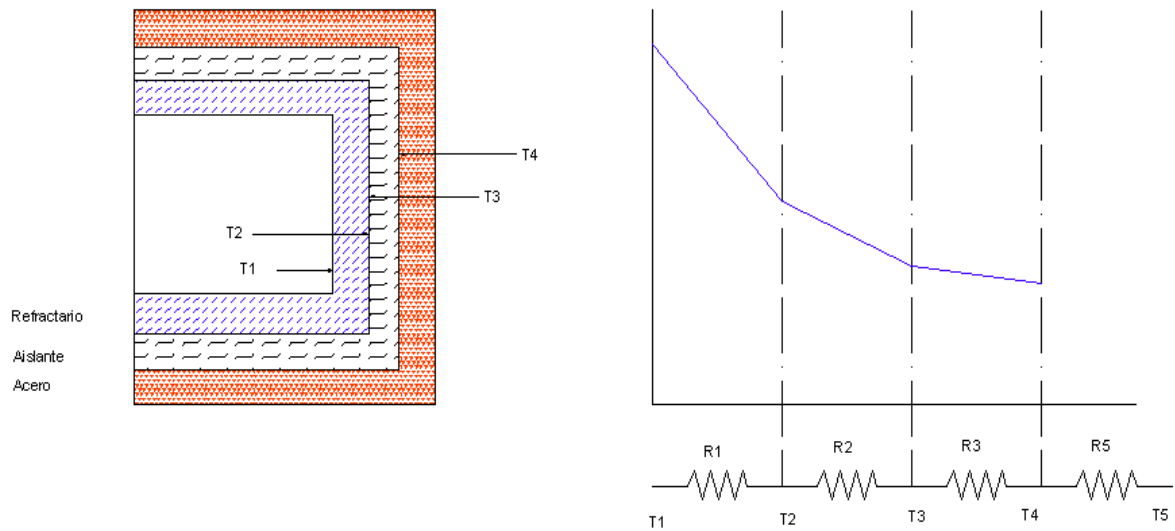 T4
T3
T2
T1
Refractario
Aislante
Acero
R1 R2 R3 R5
T1 T2 T3 T4 T5